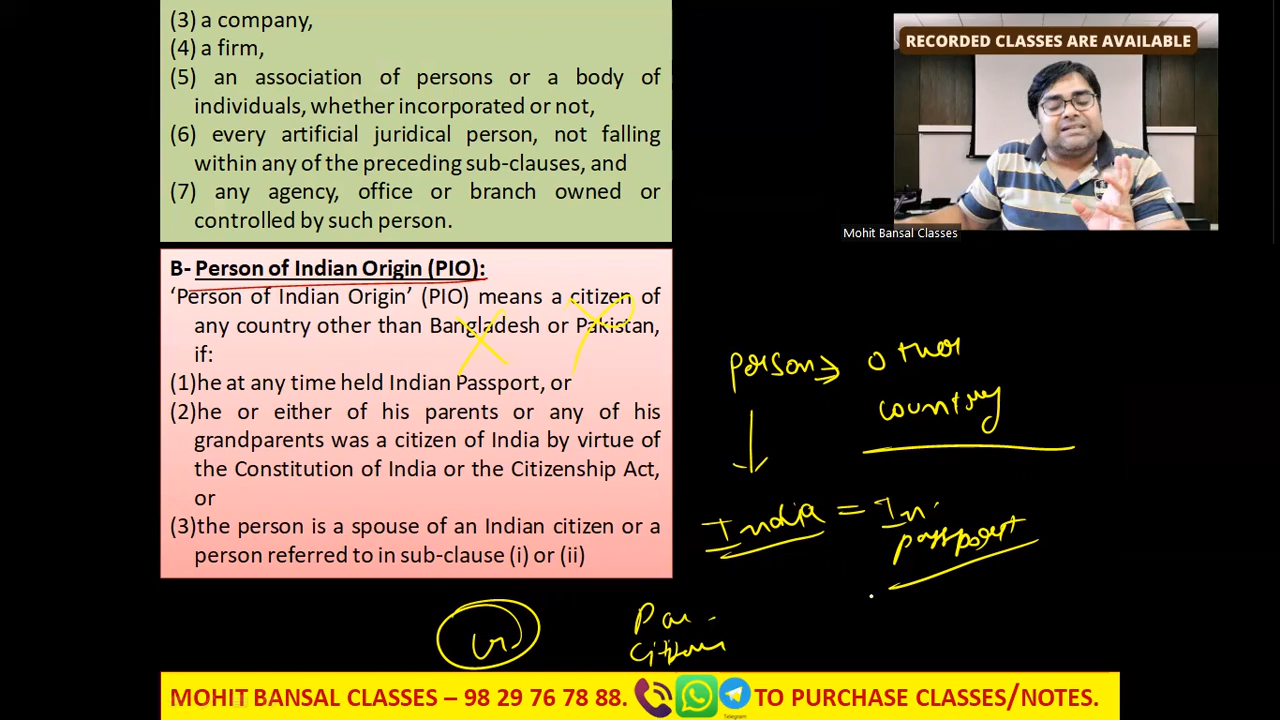 (3) a company,
(4) a firm,
(5) an association of persons or a body of
individuals, whether incorporated or not,
(6) every artificial juridical person, not falling
within any of the preceding sub-clauses, and
(7) any agency, office or branch owned or
controlled by such person.
B- Person of Indian Origin (PIO):
‘Person of Indian Origin’ (PIO) means a citizen of
any country other than Bangladesh or Pakistan,
if:
(1)he at any time held Indian Passport, or
(2)he or either of his parents or any of his
grandparents was a citizen of India by virtue of
the Constitution of India or the Citizenship Act,
or
(3)the person is a spouse of an Indian citizen or a
person referred to in sub-clause (i) or (ii)
RECORDED CLASSES ARE AVAILABLE
Mohit Bansal Classes
person => other
country
India = In.
passport
Par -
Citizen
MOHIT BANSAL CLASSES – 98 29 76 78 88.
Telegram
TO PURCHASE CLASSES/NOTES.